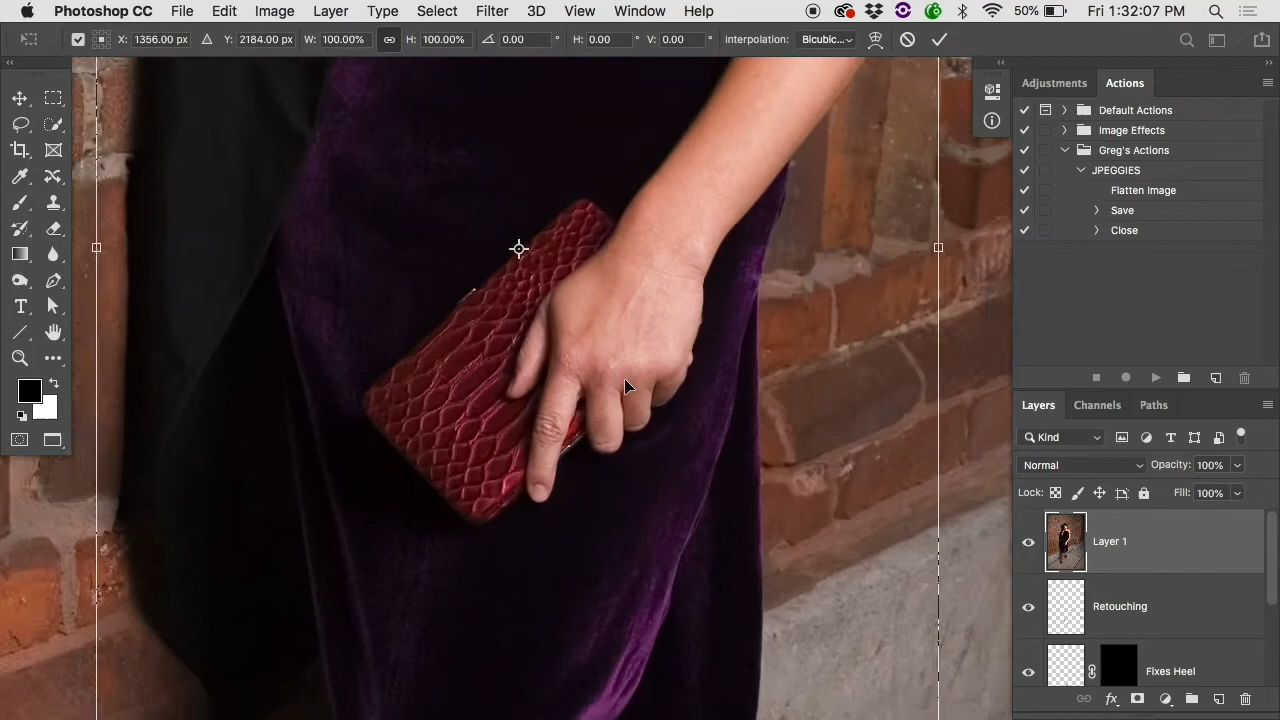 Photoshop CC File Edit Image Layer Type Select Filter 3D View Window Help 50% Fri 1:32:07 PM
X: 1356.00 px Y: 2184.00 px W: 100.00% H: 100.00% 0.00 ° H: 0.00 ° V: 0.00 ° Interpolation: Bicubic...
Adjustments Actions
Default Actions
Image Effects
Greg's Actions
JPEGGIES
Flatten Image
Save
Close
Layers Channels Paths
Kind
Normal Opacity: 100%
Lock: Fill: 100%
Layer 1
Retouching
Fixes Heel
fx